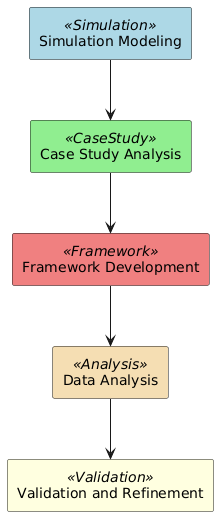 «Simulation»
Simulation Modeling
«CaseStudy»
Case Study Analysis
«Framework»
Framework Development
«Analysis»
Data Analysis
«Validation»
Validation and Refinement